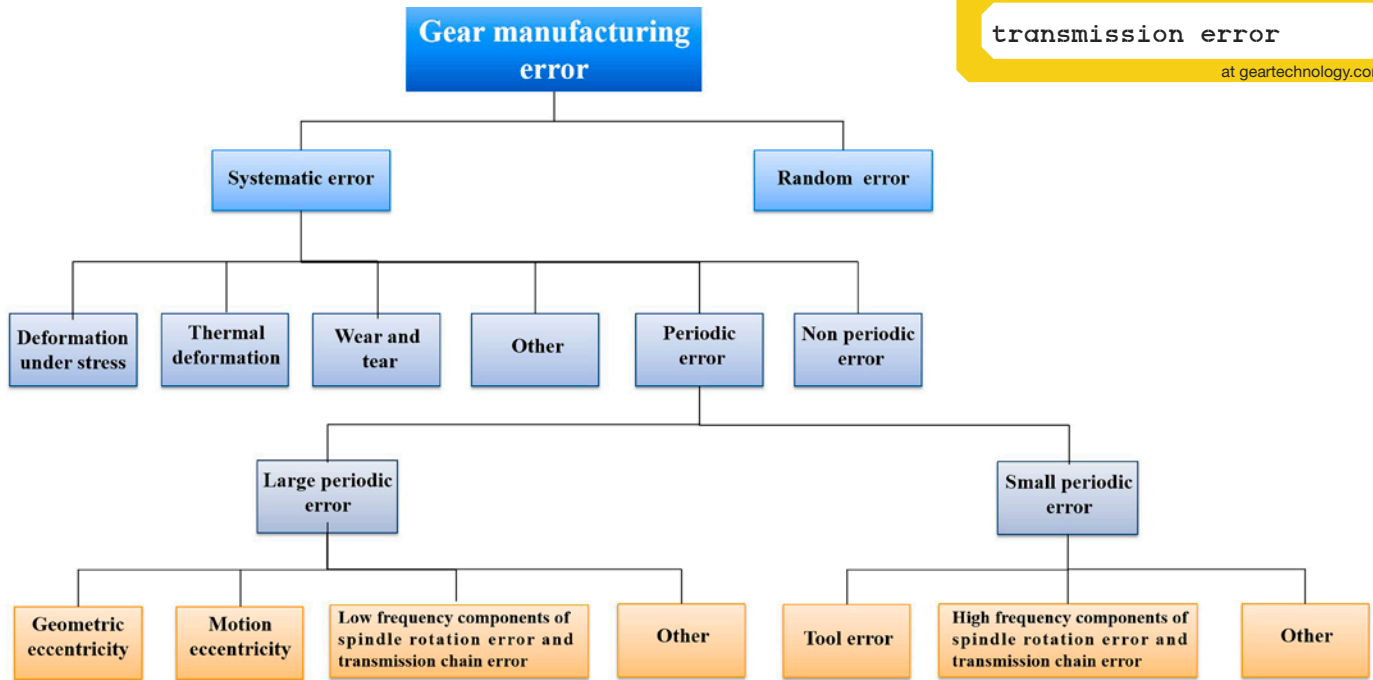 transmission error
at geartechnology.com
Gear manufacturing
error
Systematic error
Random error
Deformation
under stress
Thermal
deformation
Wear and
tear
Other
Periodic
error
Non periodic
error
Large periodic
error
Small periodic
error
Geometric
eccentricity
Motion
eccentricity
Low frequency components of
spindle rotation error and
transmission chain error
Other
Tool error
High frequency components of
spindle rotation error and
transmission chain error
Other